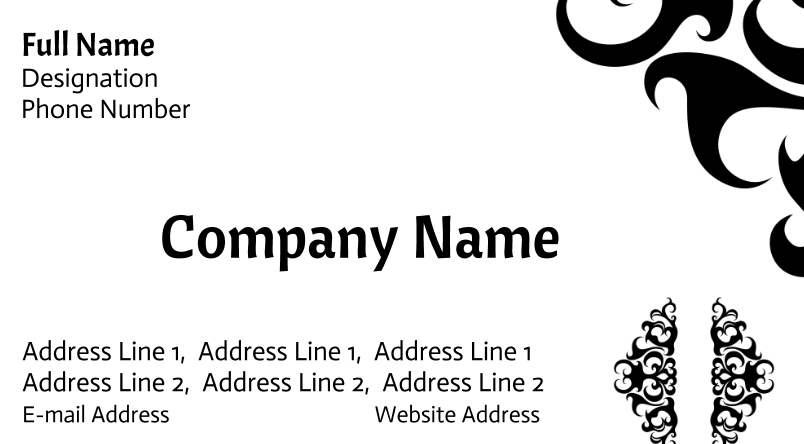 Full Name
Designation
Phone Number
Company Name
Address Line 1, Address Line 1, Address Line 1
Address Line 2, Address Line 2, Address Line 2
E-mail Address Website Address